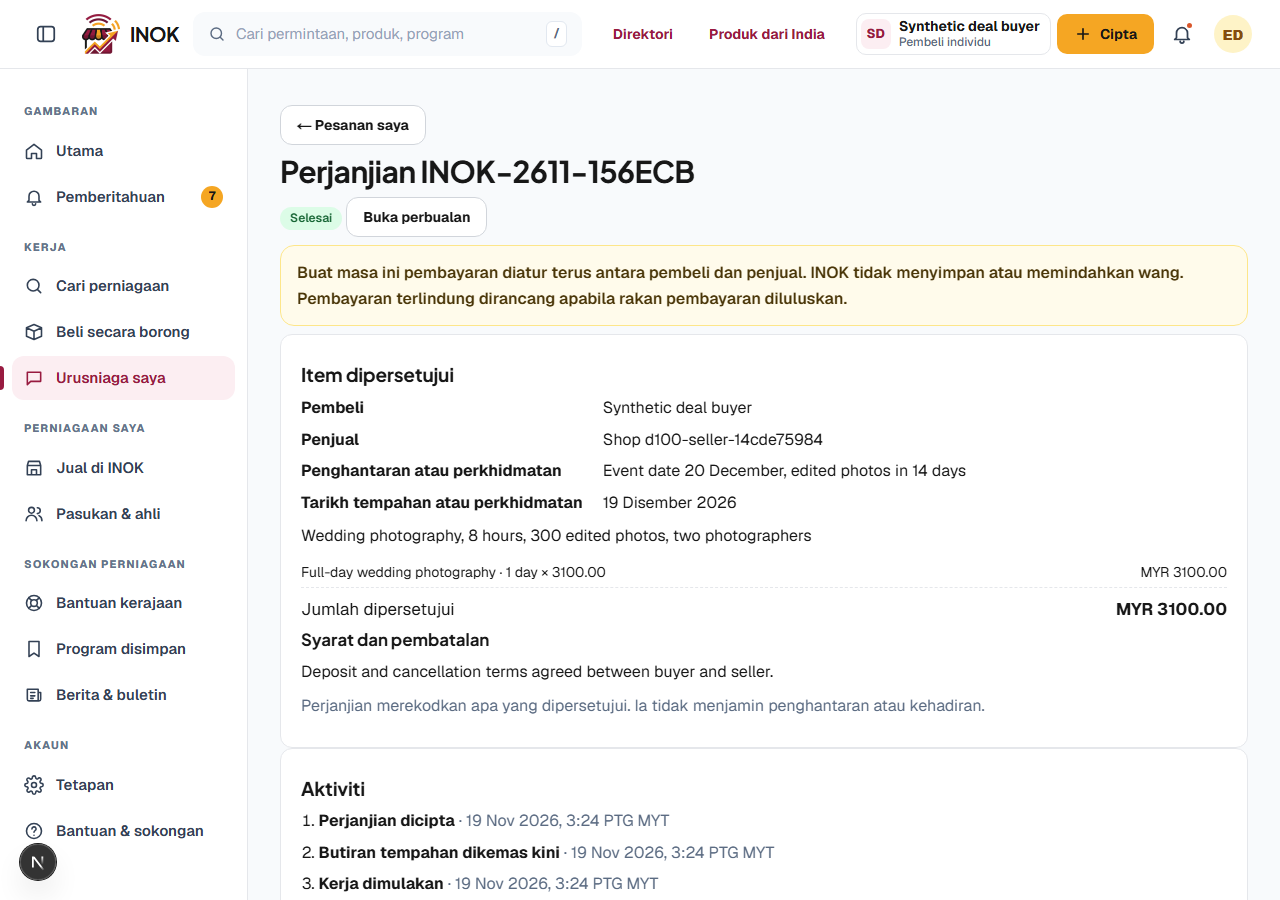 INOK
Cari permintaan, produk, program
/
Direktori
Produk dari India
SD
Synthetic deal buyer
Pembeli individu
+ Cipta
ED
GAMBARAN
Utama
Pemberitahuan
7
KERJA
Cari perniagaan
Beli secara borong
Urusniaga saya
PERNIAGAAN SAYA
Jual di INOK
Pasukan & ahli
SOKONGAN PERNIAGAAN
Bantuan kerajaan
Program disimpan
Berita & buletin
AKAUN
Tetapan
Bantuan & sokongan
N
← Pesanan saya
Perjanjian INOK-2611-156ECB
Selesai
Buka perbualan
Buat masa ini pembayaran diatur terus antara pembeli dan penjual. INOK tidak menyimpan atau memindahkan wang.
Pembayaran terlindung dirancang apabila rakan pembayaran diluluskan.
Item dipersetujui
Pembeli Synthetic deal buyer
Penjual Shop d100-seller-14cde75984
Penghantaran atau perkhidmatan Event date 20 December, edited photos in 14 days
Tarikh tempahan atau perkhidmatan 19 Disember 2026
Wedding photography, 8 hours, 300 edited photos, two photographers
Full-day wedding photography · 1 day × 3100.00 MYR 3100.00
Jumlah dipersetujui MYR 3100.00
Syarat dan pembatalan
Deposit and cancellation terms agreed between buyer and seller.
Perjanjian merekodkan apa yang dipersetujui. Ia tidak menjamin penghantaran atau kehadiran.
Aktiviti
1. Perjanjian dicipta · 19 Nov 2026, 3:24 PTG MYT
2. Butiran tempahan dikemas kini · 19 Nov 2026, 3:24 PTG MYT
3. Kerja dimulakan · 19 Nov 2026, 3:24 PTG MYT